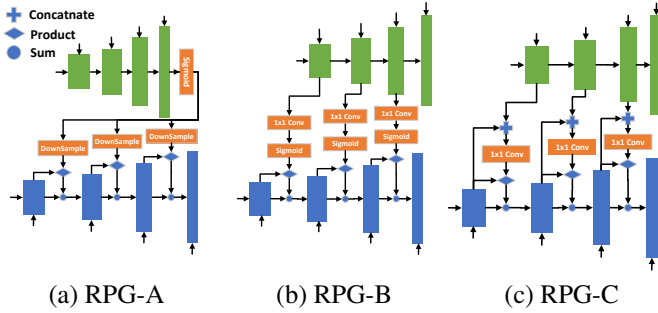 Concatnate
Product
Sum
Sigmoid
DownSample
DownSample
DownSample
1x1 Conv
1x1 Conv
1x1 Conv
Sigmoid
Sigmoid
Sigmoid
1x1 Conv
1x1 Conv
1x1 Conv
(a) RPG-A
(b) RPG-B
(c) RPG-C